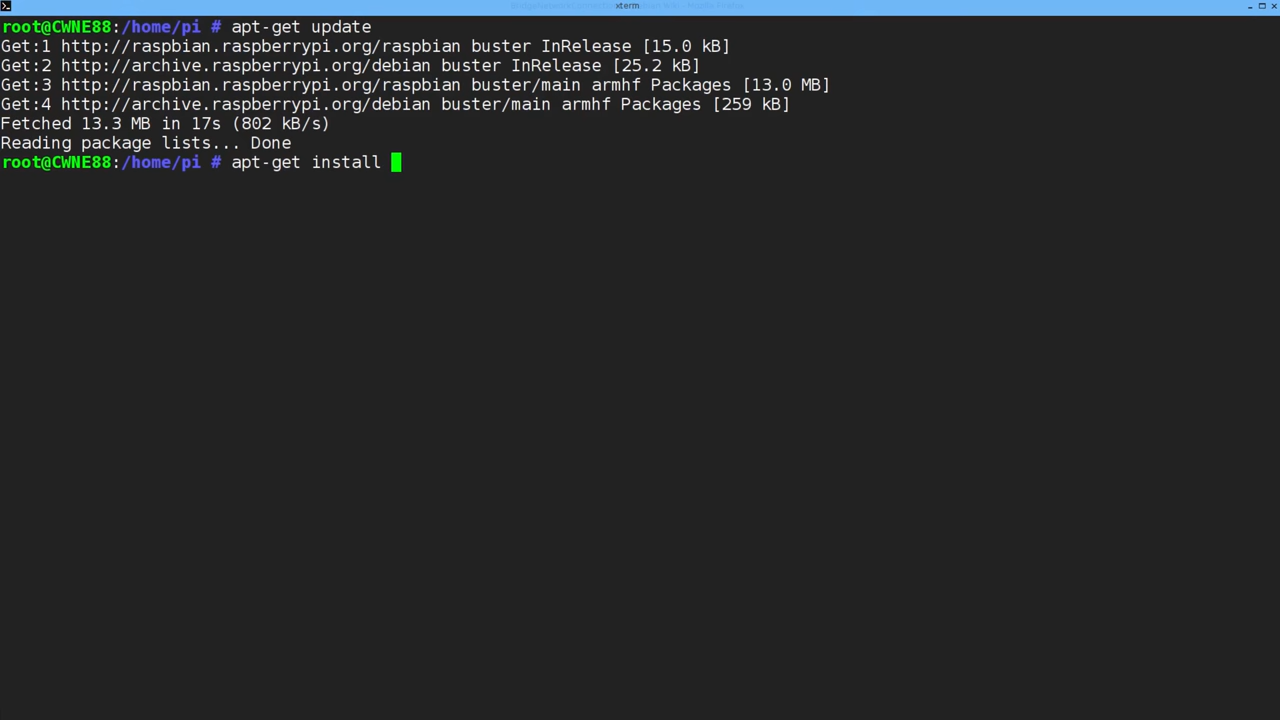 xterm
root@CWNE88:/home/pi # apt-get update
Get:1 http://raspbian.raspberrypi.org/raspbian buster InRelease [15.0 kB]
Get:2 http://archive.raspberrypi.org/debian buster InRelease [25.2 kB]
Get:3 http://raspbian.raspberrypi.org/raspbian buster/main armhf Packages [13.0 MB]
Get:4 http://archive.raspberrypi.org/debian buster/main armhf Packages [259 kB]
Fetched 13.3 MB in 17s (802 kB/s)
Reading package lists... Done
root@CWNE88:/home/pi # apt-get install